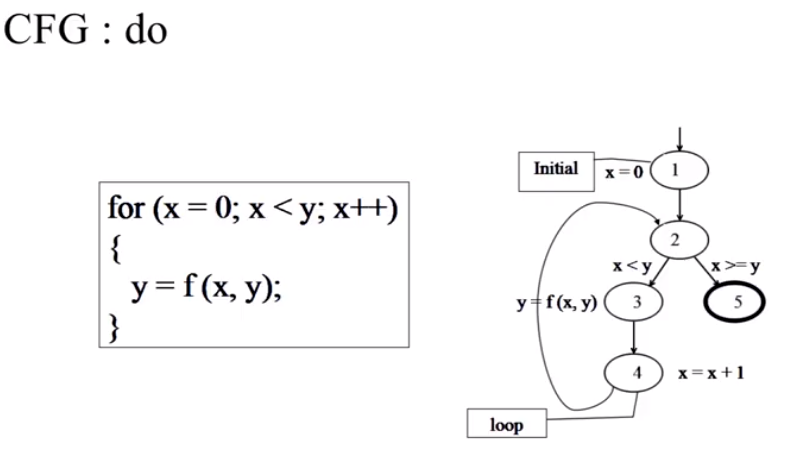 CFG : do
for (x = 0; x < y; x++)
{
y = f (x, y);
}
Initial
x = 0
1
2
x < y
x >= y
y = f (x, y)
3
5
4
x = x + 1
loop